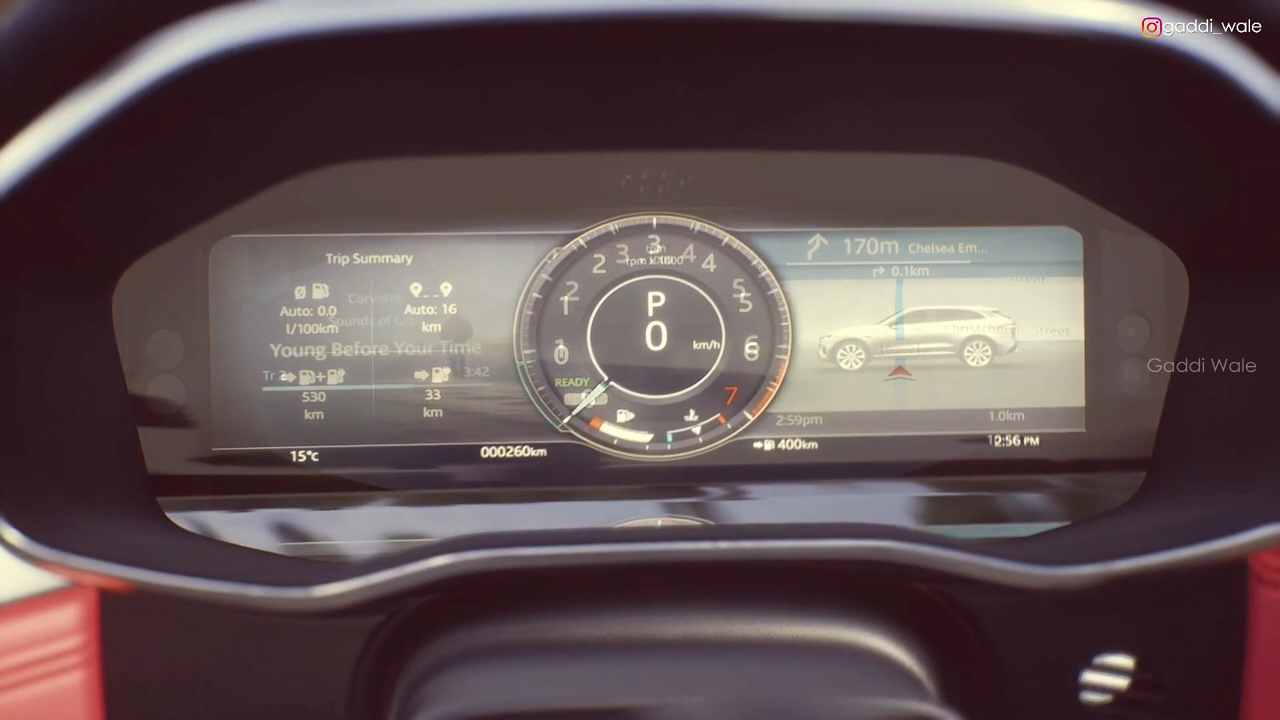 gaddi_wale
Trip Summary
Auto: 0.0
l/100km
Auto: 16
km
Young Before Your Time
3:42
530
km
33
km
15°C
000260km
rpm x1000
0 1 2 3 4 5 6 7
P
0
km/h
READY
170m Chelsea Em...
0.1km
Christchurch Street
2:59pm
1.0km
400km
12:56 PM
Gaddi Wale